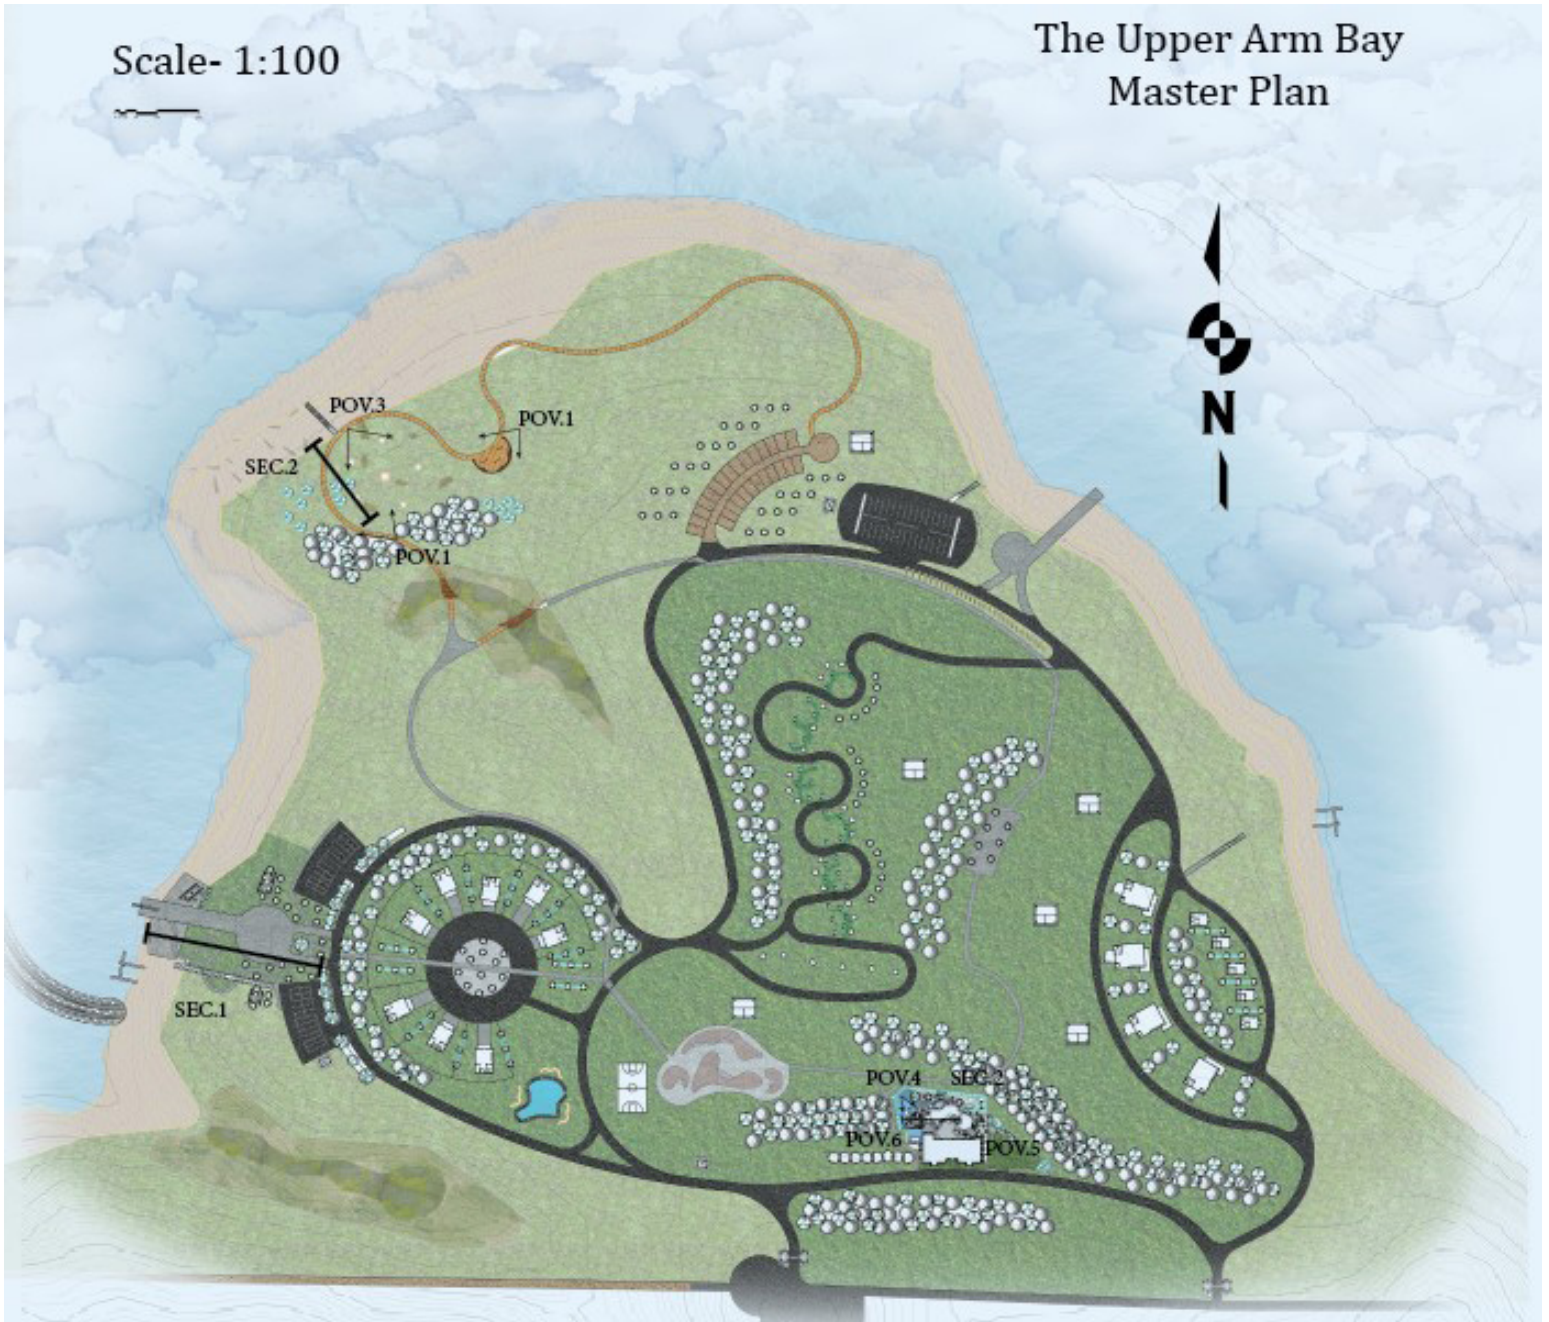 Scale- 1:100
The Upper Arm Bay
Master Plan
N
POV.3
POV.1
SEC.2
POV.1
SEC.1
POV.4
SEC.2
POV.6
POV.5